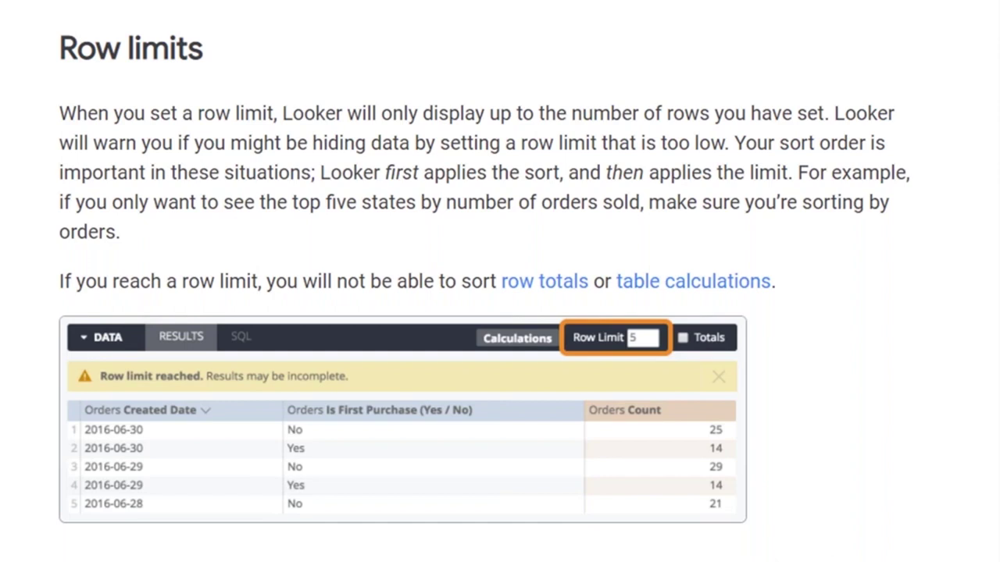 Row limits
When you set a row limit, Looker will only display up to the number of rows you have set. Looker
will warn you if you might be hiding data by setting a row limit that is too low. Your sort order is
important in these situations; Looker first applies the sort, and then applies the limit. For example,
if you only want to see the top five states by number of orders sold, make sure you’re sorting by
orders.
If you reach a row limit, you will not be able to sort row totals or table calculations.
DATA RESULTS SQL Calculations Row Limit 5 Totals
Row limit reached. Results may be incomplete.
Orders Created Date Orders Is First Purchase (Yes / No) Orders Count
1 2016-06-30 No 25
2 2016-06-30 Yes 14
3 2016-06-29 No 29
4 2016-06-29 Yes 14
5 2016-06-28 No 21